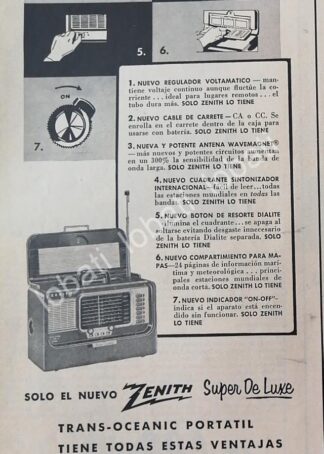 5.
6.
ON
7.
1. NUEVO REGULADOR VOLTAMATICO — man-
tiene voltaje continuo aunque fluctúe la co-
rriente...ideal para lugares remotos...el
tubo dura más. SOLO ZENITH LO TIENE
2. NUEVO CABLE DE CARRETE—CA o CC. Se
enrolla en el carrete dentro de la caja para
usarse con batería. SOLO ZENITH LO TIENE
3. NUEVA Y POTENTE ANTENA WAVEMAGNET®
—más nuevos y potentes circuitos aumentan
en un 100% la sensibilidad de la banda de
onda larga. SOLO ZENITH LO TIENE
4. NUEVO CUADRANTE SINTONIZADOR
INTERNACIONAL—fácil de leer...todas
las estaciones mundiales en todas las
bandas. SOLO ZENITH LO TIENE
5. NUEVO BOTON DE RESORTE DIALITE
—ilumina el cuadrante...se apaga al
soltarse evitando desgaste innecesario
de la batería Dialite separada. SOLO
ZENITH LO TIENE
6. NUEVO COMPARTIMIENTO PARA MA-
PAS—24 páginas de información marí-
tima y meteorológica...princi-
pales estaciones mundiales de
onda corta. SOLO ZENITH LO TIENE
7. NUEVO INDICADOR "ON-OFF"—
indica si el aparato está encendi-
do sin funcionar. SOLO ZENITH
LO TIENE
SOLO EL NUEVO ZENITH Super De Luxe
TRANS-OCEANIC PORTATIL
TIENE TODAS ESTAS VENTAJAS